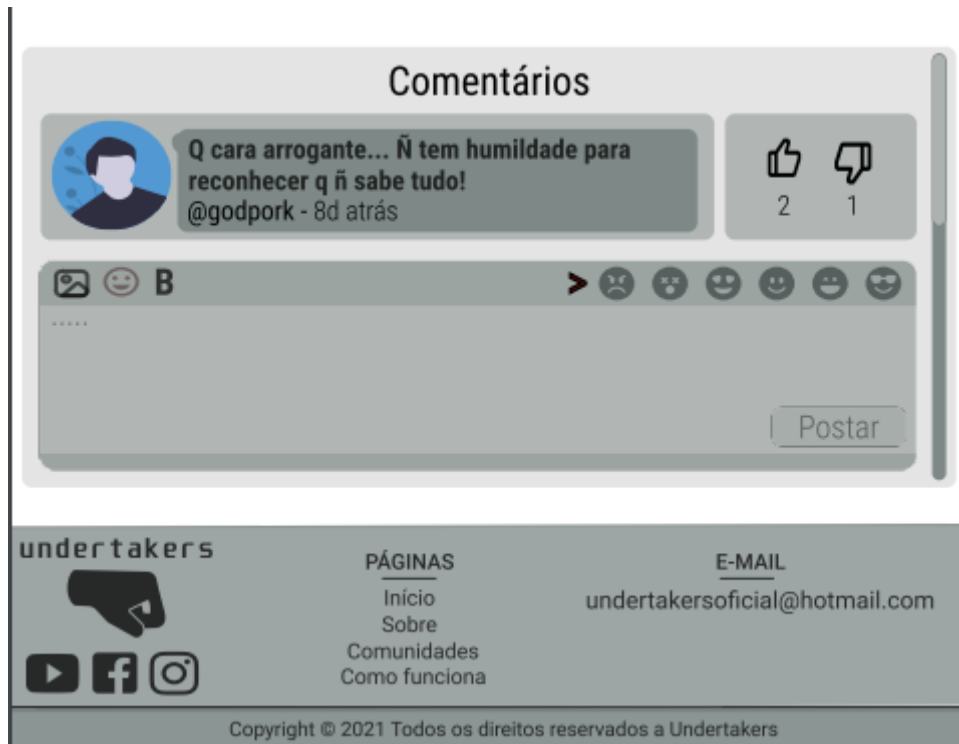 Comentários
Q cara arrogante... Ñ tem humildade para
reconhecer q ñ sabe tudo!
@godpork - 8d atrás
2 1
B >
.....
Postar
undertakers
PÁGINAS
Início
Sobre
Comunidades
Como funciona
E-MAIL
undertakersoficial@hotmail.com
Copyright © 2021 Todos os direitos reservados a Undertakers